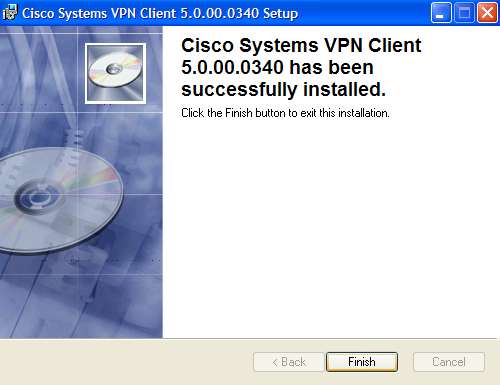 Cisco Systems VPN Client 5.0.00.0340 Setup
Cisco Systems VPN Client
5.0.00.0340 has been
successfully installed.
Click the Finish button to exit this installation.
< Back
Finish
Cancel